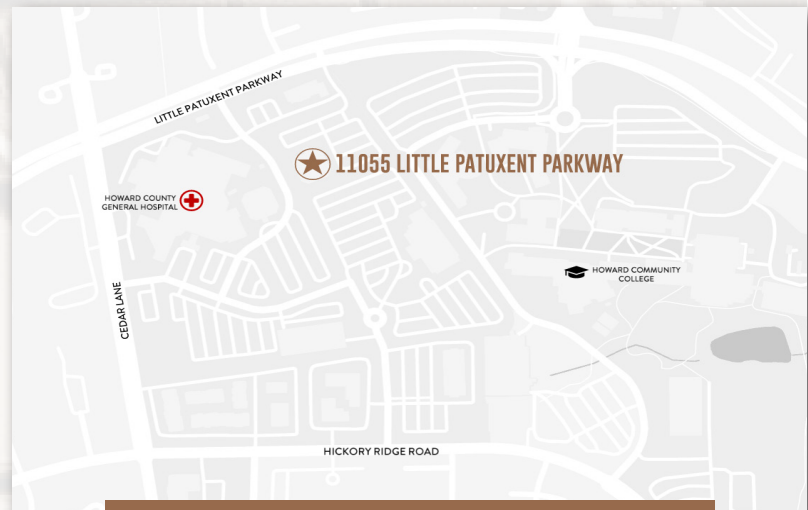 LITTLE PATUXENT PARKWAY
11055 LITTLE PATUXENT PARKWAY
HOWARD COUNTY
GENERAL HOSPITAL
HOWARD COMMUNITY
COLLEGE
CEDAR LANE
HICKORY RIDGE ROAD